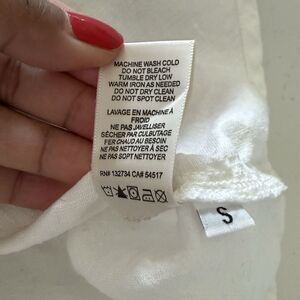 MACHINE WASH COLD
DO NOT BLEACH
TUMBLE DRY LOW
WARM IRON AS NEEDED
DO NOT DRY CLEAN
DO NOT SPOT CLEAN
LAVAGE EN MACHINE À
FROID
NE PAS JAVELLISER
SÉCHER PAR CULBUTAGE
FER CHAUD AU BESOIN
NE PAS NETTOYER À SEC
NE PAS SOPT NETTOYER
RN# 132734 CA# 54517
S